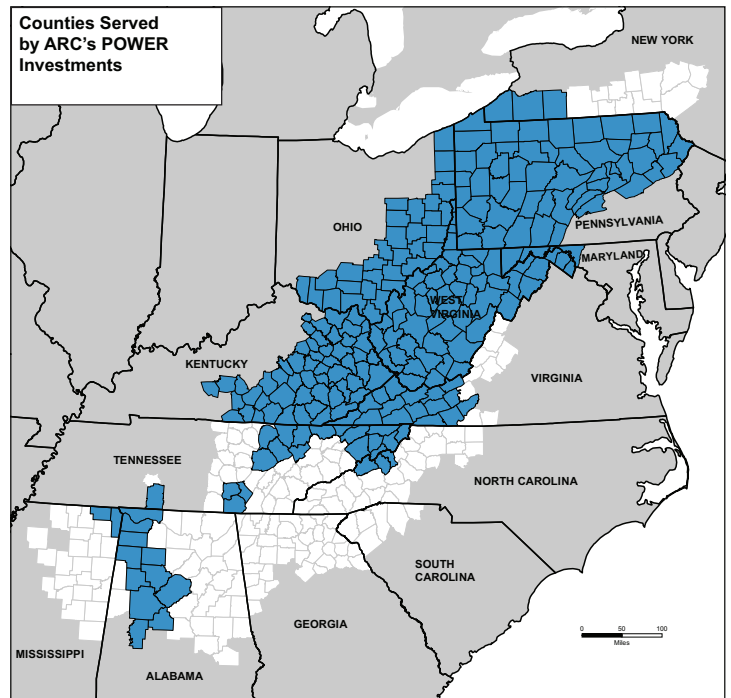 Counties Served
by ARC's POWER
Investments
NEW YORK
PENNSYLVANIA
OHIO
MARYLAND
WEST
VIRGINIA
KENTUCKY
VIRGINIA
TENNESSEE
NORTH CAROLINA
SOUTH
CAROLINA
GEORGIA
MISSISSIPPI
ALABAMA
0 50 100
Miles